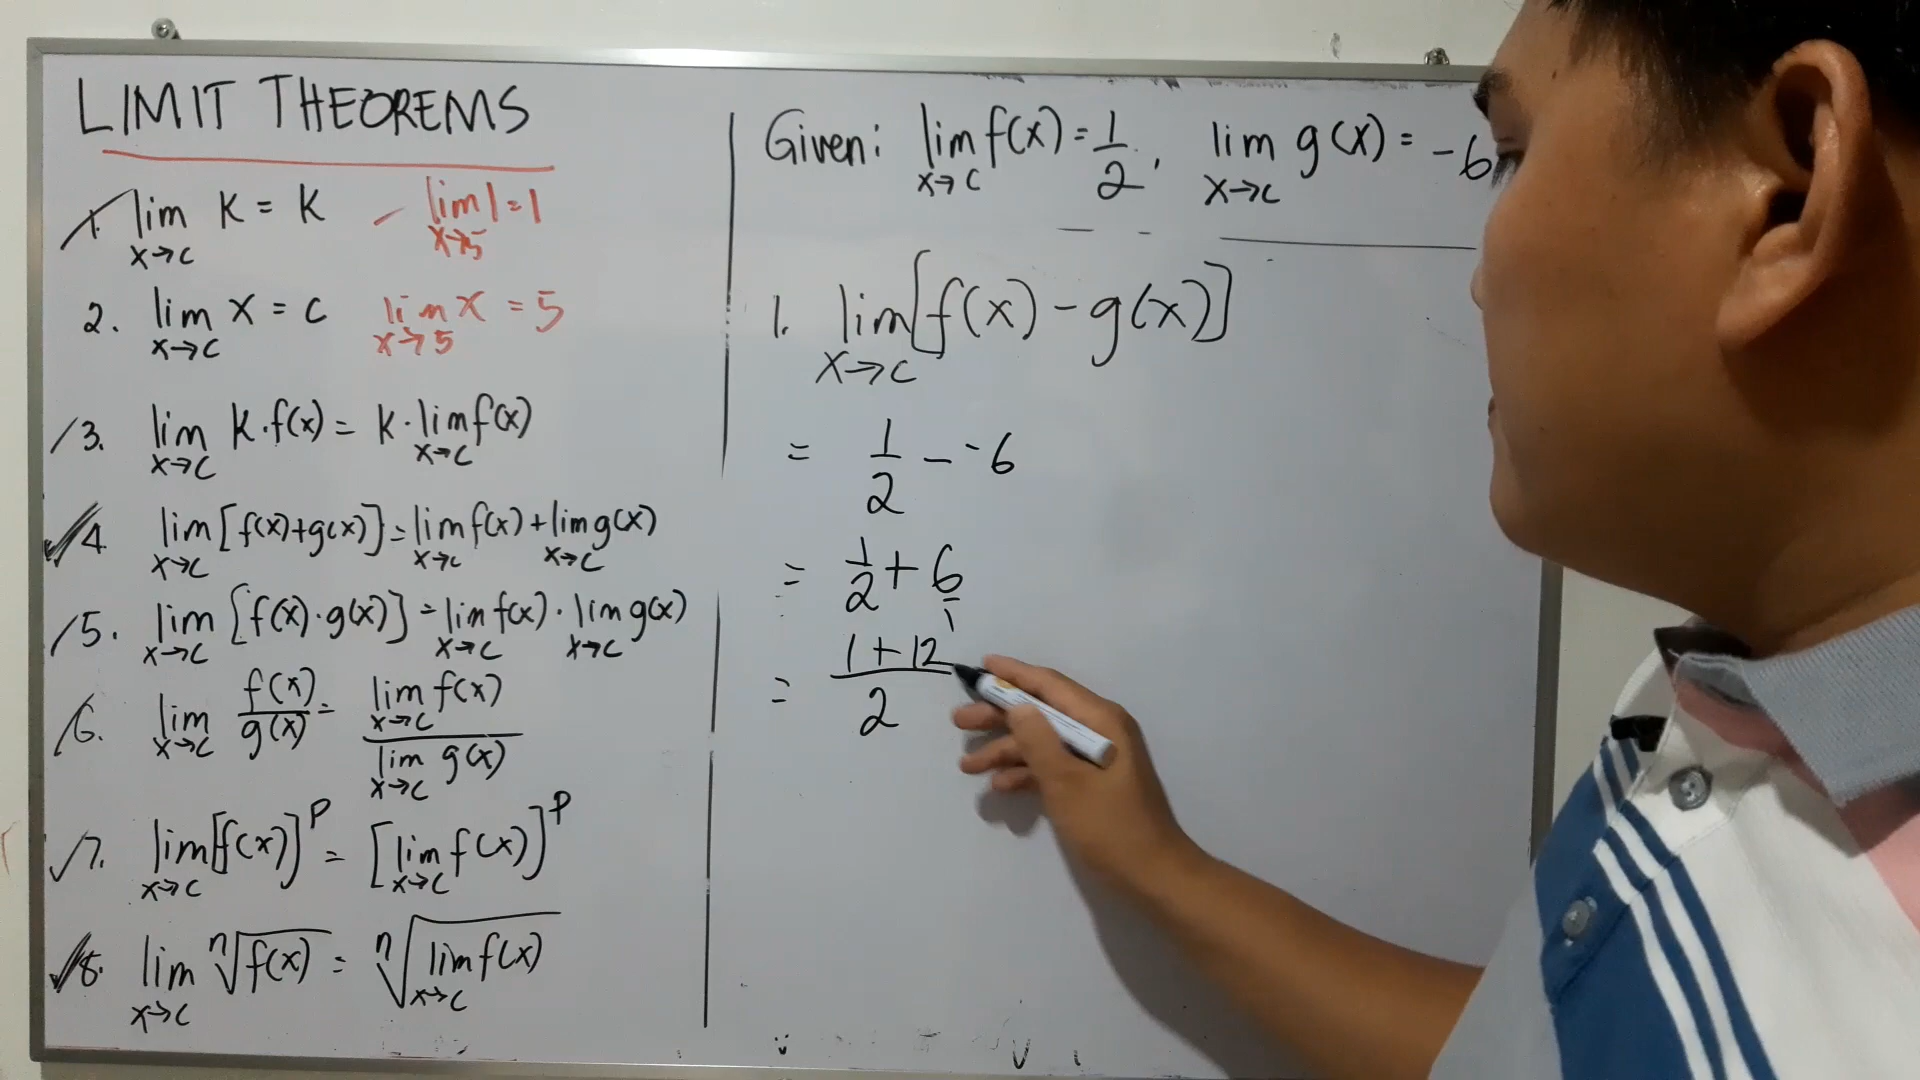 LIMIT THEOREMS
1. lim x→c K = K lim x→5 1 = 1
2. lim x→c x = c lim x→5 x = 5
3. lim x→c K·f(x) = K·lim x→c f(x)
4. lim x→c [f(x)+g(x)] = lim x→c f(x) + lim x→c g(x)
5. lim x→c [f(x)·g(x)] = lim x→c f(x) · lim x→c g(x)
6. lim x→c f(x)/g(x) = lim x→c f(x) / lim x→c g(x)
7. lim x→c [f(x)]^p = [lim x→c f(x)]^p
8. lim x→c ⁿ√f(x) = ⁿ√lim x→c f(x)
Given: lim x→c f(x) = 1/2, lim x→c g(x) = -6
1. lim x→c [f(x) - g(x)]
= 1/2 - -6
= 1/2 + 6/1
= 1+12/2